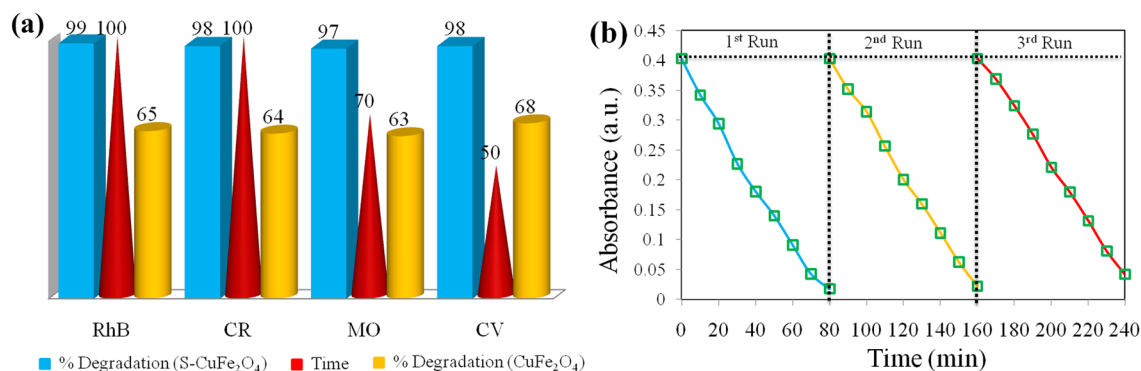 (a)
99 100 65 98 100 64 97 70 63 98 50 68
RhB CR MO CV
% Degradation (S-CuFe₂O₄) Time % Degradation (CuFe₂O₄)
(b)
1st Run 2nd Run 3rd Run
Absorbance (a.u.)
0.45
0.4
0.35
0.3
0.25
0.2
0.15
0.1
0.05
0
0 20 40 60 80 100 120 140 160 180 200 220 240
Time (min)